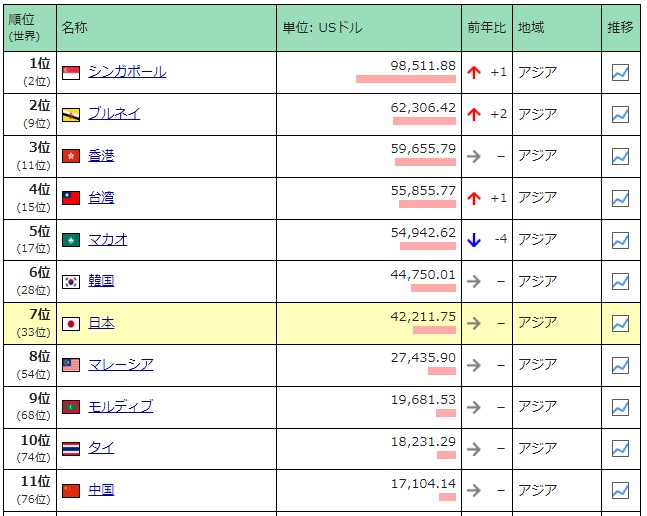 順位 (世界) 名称 単位: USドル 前年比 地域 推移
1位 (2位) シンガポール 98,511.88 +1 アジア
2位 (9位) ブルネイ 62,306.42 +2 アジア
3位 (11位) 香港 59,655.79 – アジア
4位 (15位) 台湾 55,855.77 +1 アジア
5位 (17位) マカオ 54,942.62 -4 アジア
6位 (28位) 韓国 44,750.01 – アジア
7位 (33位) 日本 42,211.75 – アジア
8位 (54位) マレーシア 27,435.90 – アジア
9位 (68位) モルディブ 19,681.53 – アジア
10位 (74位) タイ 18,231.29 – アジア
11位 (76位) 中国 17,104.14 – アジア